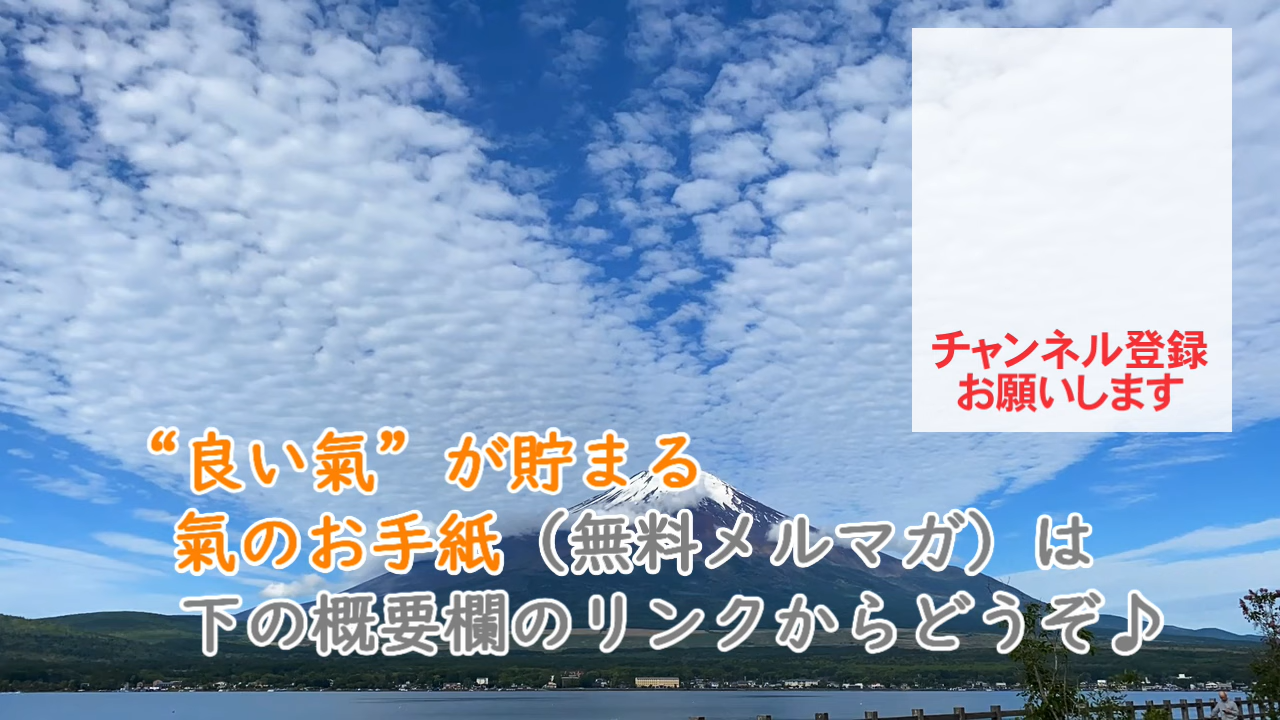 チャンネル登録
お願いします
“良い氣”が貯まる
氣のお手紙（無料メルマガ）は
下の概要欄のリンクからどうぞ♪